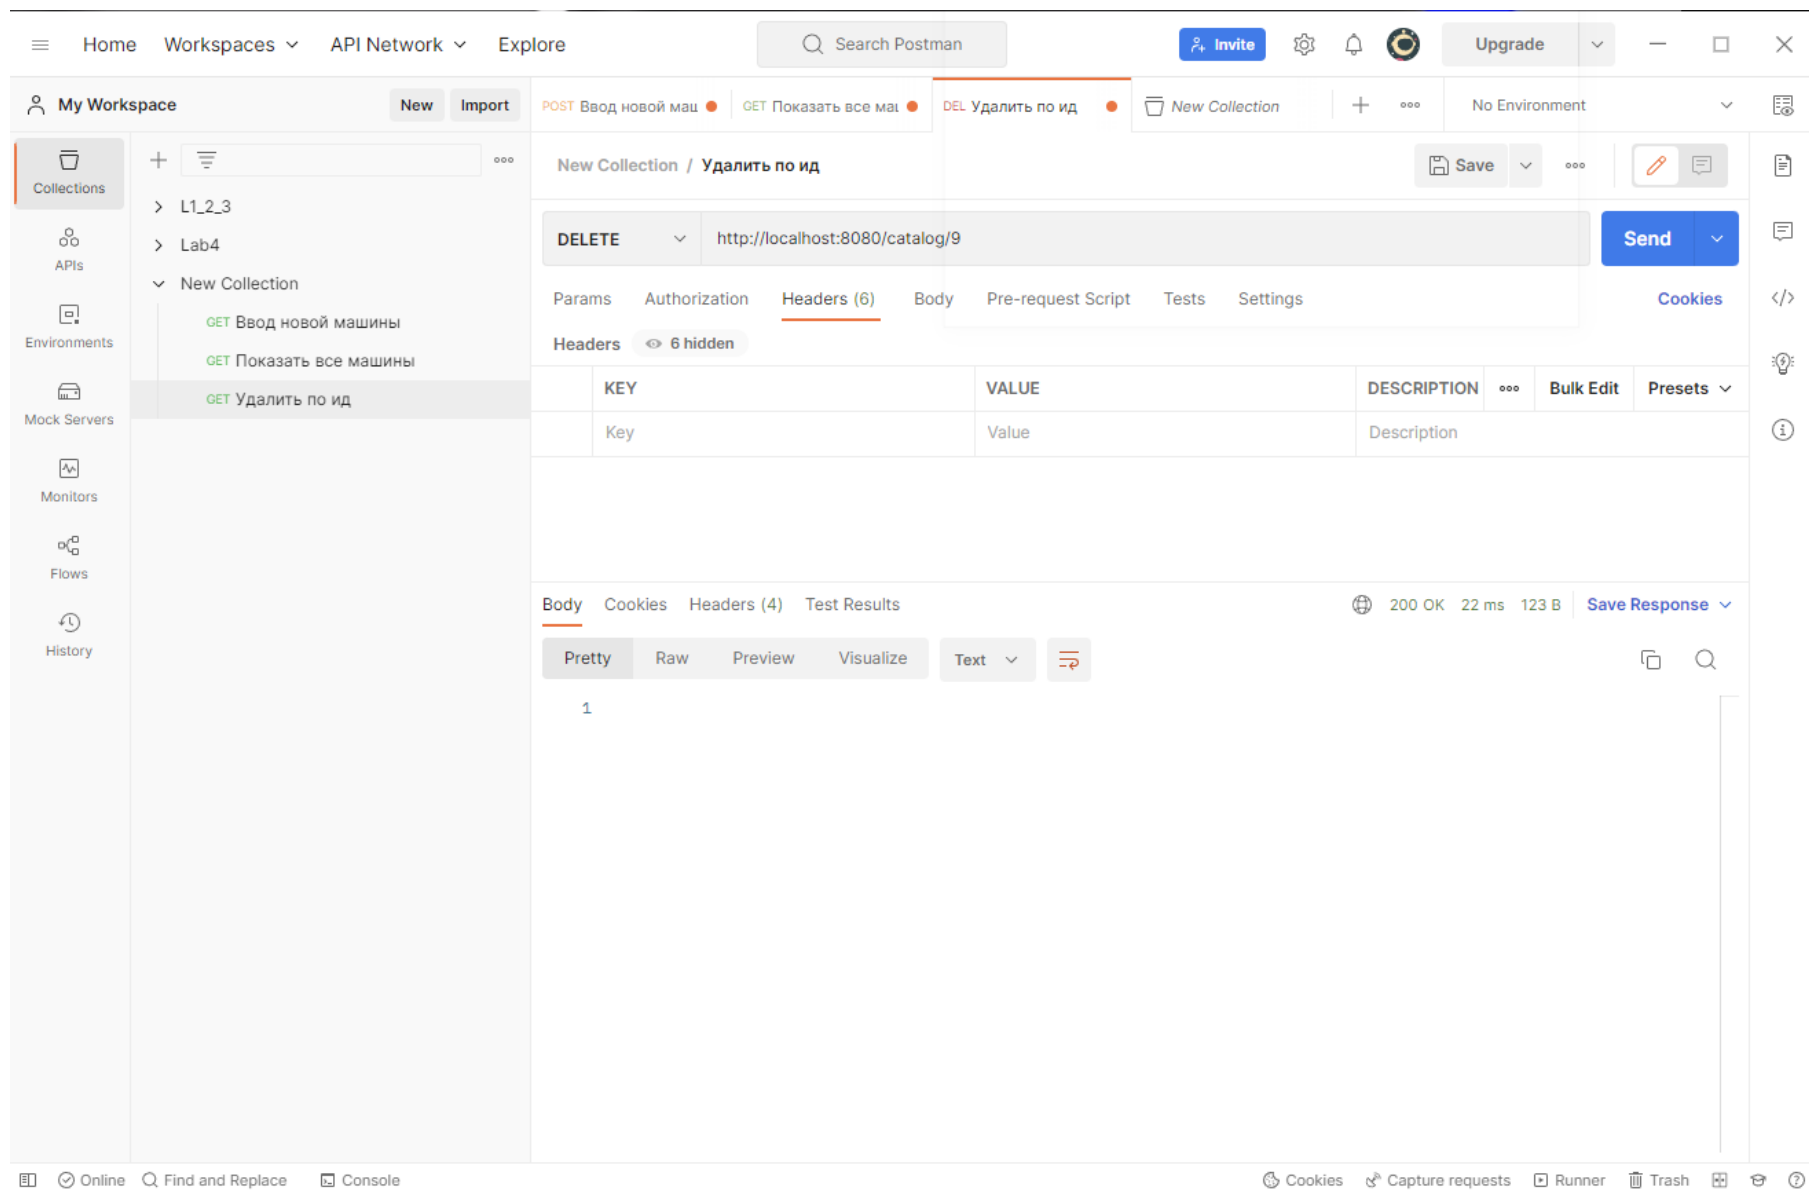 Home Workspaces API Network Explore Search Postman Invite Upgrade
My Workspace New Import POST Ввод новой маш GET Показать все маш DEL Удалить по ид New Collection No Environment
Collections
APIs
Environments
Mock Servers
Monitors
Flows
History
L1_2_3
Lab4
New Collection
GET Ввод новой машины
GET Показать все машины
GET Удалить по ид
New Collection / Удалить по ид Save
DELETE http://localhost:8080/catalog/9 Send
Params Authorization Headers (6) Body Pre-request Script Tests Settings Cookies
Headers 6 hidden
KEY VALUE DESCRIPTION Bulk Edit Presets
Key Value Description
Body Cookies Headers (4) Test Results 200 OK 22 ms 123 B Save Response
Pretty Raw Preview Visualize Text
1
Online Find and Replace Console Cookies Capture requests Runner Trash